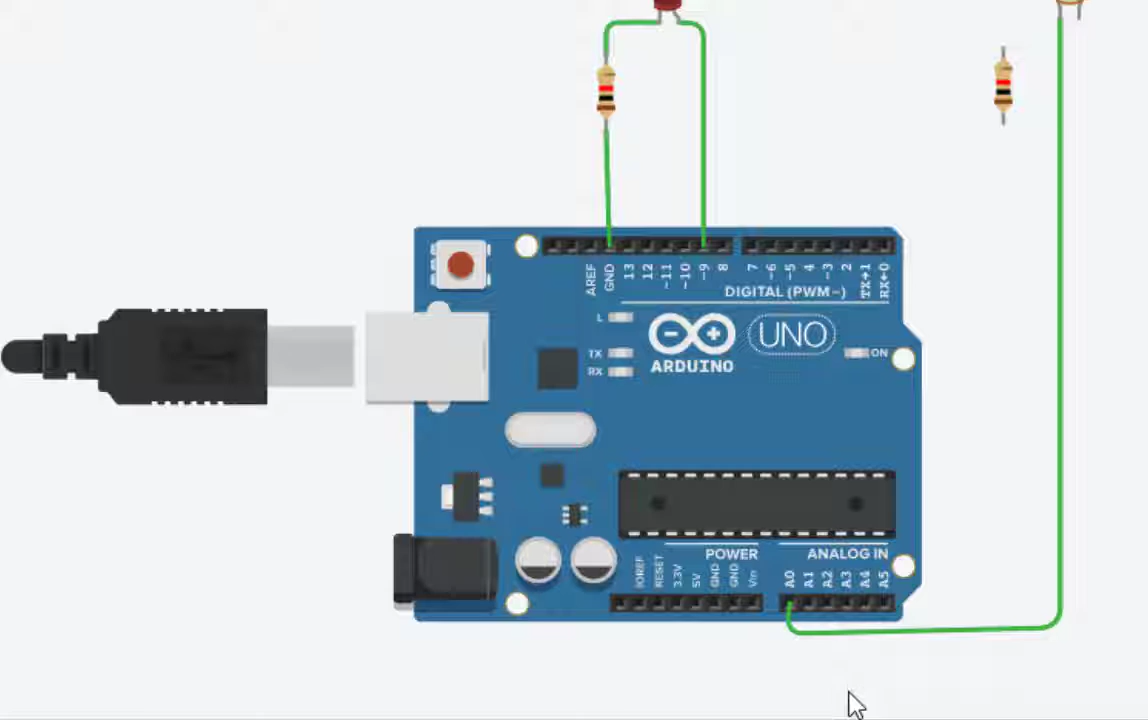 AREF
GND
13
12
~11
~10
~9
8
7
~6
~5
4
~3
2
TX→1
RX←0
DIGITAL (PWM~)
L
TX
RX
ARDUINO
UNO
ON
POWER
ANALOG IN
IOREF
RESET
3.3V
5V
GND
GND
Vin
A0
A1
A2
A3
A4
A5